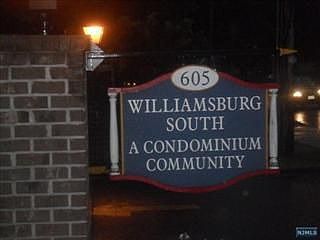 605
WILLIAMSBURG
SOUTH
A CONDOMINIUM
COMMUNITY
NJMLS